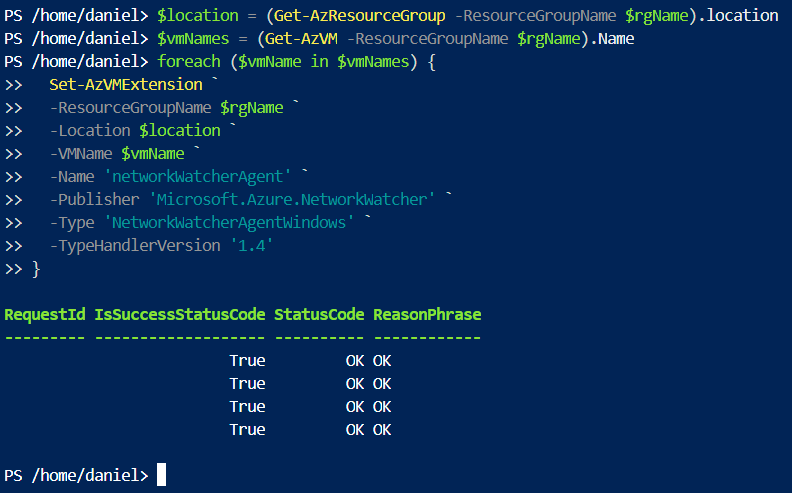 PS /home/daniel> $location = (Get-AzResourceGroup -ResourceGroupName $rgName).location
PS /home/daniel> $vmNames = (Get-AzVM -ResourceGroupName $rgName).Name
PS /home/daniel> foreach ($vmName in $vmNames) {
>>   Set-AzVMExtension `
>>   -ResourceGroupName $rgName `
>>   -Location $location `
>>   -VMName $vmName `
>>   -Name 'networkWatcherAgent' `
>>   -Publisher 'Microsoft.Azure.NetworkWatcher' `
>>   -Type 'NetworkWatcherAgentWindows' `
>>   -TypeHandlerVersion '1.4'
>> }
RequestId IsSuccessStatusCode StatusCode ReasonPhrase
--------- ------------------- ---------- ------------
                         True         OK OK
                         True         OK OK
                         True         OK OK
                         True         OK OK
PS /home/daniel>